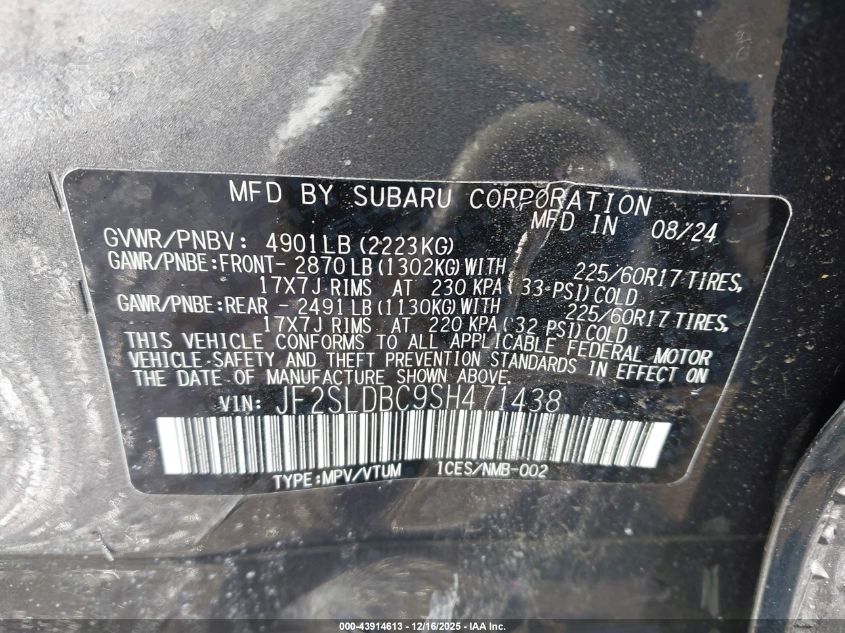 MFD BY SUBARU CORPORATION
MFD IN 08/24
GVWR/PNBV: 4901LB (2223KG)
GAWR/PNBE:FRONT- 2870 LB (1302KG) WITH 225/60R17 TIRES,
17X7J RIMS AT 230 KPA ( 33-PSI) COLD
GAWR/PNBE:REAR - 2491 LB (1130KG) WITH 225/60R17 TIRES,
17X7J RIMS AT 220 KPA ( 32 PSI) COLD
THIS VEHICLE CONFORMS TO ALL APPLICABLE FEDERAL MOTOR
VEHICLE-SAFETY AND THEFT PREVENTION STANDARDS IN EFFECT ON
THE DATE OF MANUFACTURE SHOWN ABOVE.
VIN: JF2SLDBC9SH471438
TYPE:MPV/VTUM ICES/NMB-002
000-43914613 - 12/16/2025 - IAA Inc.